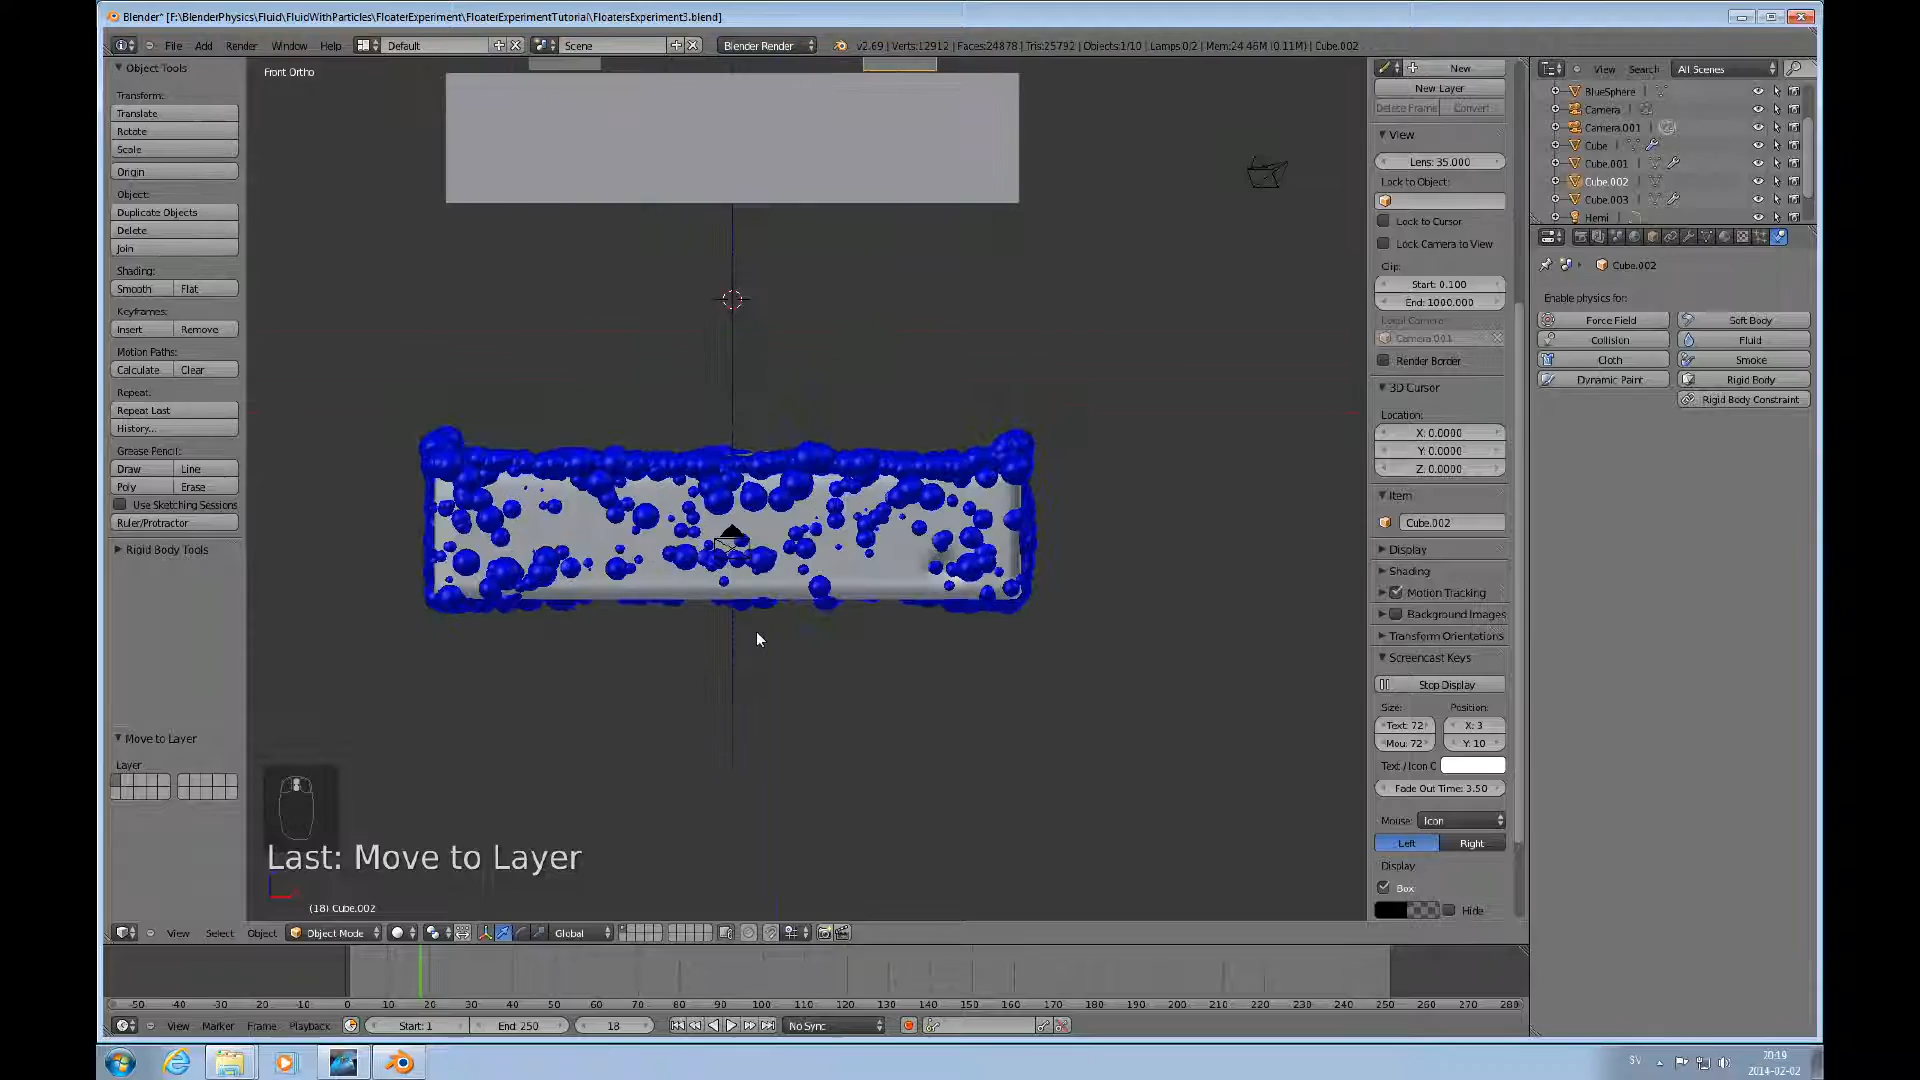 Blender* [F:\BlenderPhysics\Fluid\FluidWithParticles\FloaterExperiment\FloaterExperimentTutorial\FloatersExperiment3.blend]
File Add Render Window Help Default Scene Blender Render v2.69 | Verts:12912 | Faces:24878 | Tris:25792 | Objects:1/10 | Lamps:0/2 | Mem:24.46M (0.11M) | Cube.002
Object Tools
Transform:
Translate
Rotate
Scale
Origin
Object:
Duplicate Objects
Delete
Join
Shading:
Smooth Flat
Keyframes:
Insert Remove
Motion Paths:
Calculate Clear
Repeat:
Repeat Last
History...
Grease Pencil:
Draw Line
Poly Erase
Use Sketching Sessions
Ruler/Protractor
Rigid Body Tools
Move to Layer
Layer
Front Ortho
Last: Move to Layer
(18) Cube.002
New
New Layer
Delete Frame Convert
View
Lens: 35.000
Lock to Object:
Lock to Cursor
Lock Camera to View
Clip:
Start: 0.100
End: 1000.000
Local Camera:
Camera.001
Render Border
3D Cursor
Location:
X: 0.0000
Y: 0.0000
Z: 0.0000
Item
Cube.002
Display
Shading
Motion Tracking
Background Images
Transform Orientations
Screencast Keys
Stop Display
Size: Position:
Text: 72 X: 3
Mou: 72 Y: 10
Text / Icon C
Fade Out Time: 3.50
Mouse: Icon
Left Right
Display
Box
Hide
View Search All Scenes
BlueSphere
Camera
Camera.001
Cube
Cube.001
Cube.002
Cube.003
Hemi
Cube.002
Enable physics for:
Force Field Soft Body
Collision Fluid
Cloth Smoke
Dynamic Paint Rigid Body
Rigid Body Constraint
View Select Object Object Mode Global
-50 -40 -30 -20 -10 0 10 20 30 40 50 60 70 80 90 100 110 120 130 140 150 160 170 180 190 200 210 220 230 240 250 260 270 280
View Marker Frame Playback Start: 1 End: 250 18 No Sync
SV 20:19
2014-02-02